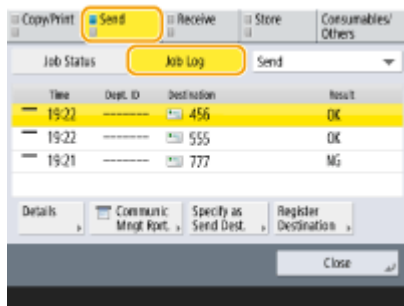 Copy/Print Send Receive Store Consumables/
Others
Job Status Job Log Send
Time Dept. ID Destination Result
19:22 -------- 456 OK
19:22 -------- 555 OK
19:21 -------- 777 NG
Details Communic Specify as Register
Mngt Rprt. Send Dest. Destination
Close